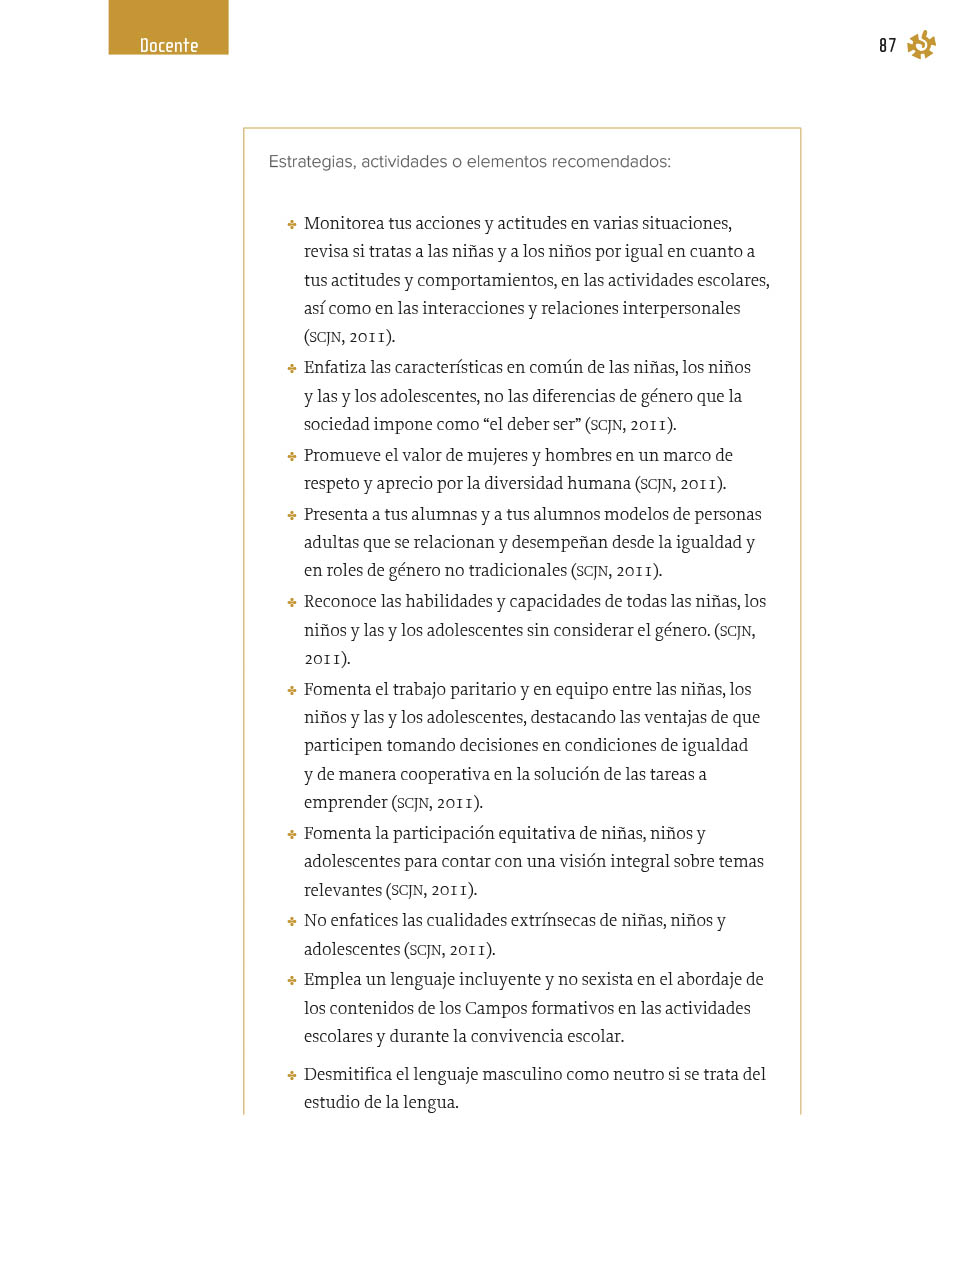 Docente
87
Estrategias, actividades o elementos recomendados:
Monitorea tus acciones y actitudes en varias situaciones,
revisa si tratas a las niñas y a los niños por igual en cuanto a
tus actitudes y comportamientos, en las actividades escolares,
así como en las interacciones y relaciones interpersonales
(SCJN, 2011).
Enfatiza las características en común de las niñas, los niños
y las y los adolescentes, no las diferencias de género que la
sociedad impone como “el deber ser” (SCJN, 2011).
Promueve el valor de mujeres y hombres en un marco de
respeto y aprecio por la diversidad humana (SCJN, 2011).
Presenta a tus alumnas y a tus alumnos modelos de personas
adultas que se relacionan y desempeñan desde la igualdad y
en roles de género no tradicionales (SCJN, 2011).
Reconoce las habilidades y capacidades de todas las niñas, los
niños y las y los adolescentes sin considerar el género. (SCJN,
2011).
Fomenta el trabajo paritario y en equipo entre las niñas, los
niños y las y los adolescentes, destacando las ventajas de que
participen tomando decisiones en condiciones de igualdad
y de manera cooperativa en la solución de las tareas a
emprender (SCJN, 2011).
Fomenta la participación equitativa de niñas, niños y
adolescentes para contar con una visión integral sobre temas
relevantes (SCJN, 2011).
No enfatices las cualidades extrínsecas de niñas, niños y
adolescentes (SCJN, 2011).
Emplea un lenguaje incluyente y no sexista en el abordaje de
los contenidos de los Campos formativos en las actividades
escolares y durante la convivencia escolar.
Desmitifica el lenguaje masculino como neutro si se trata del
estudio de la lengua.